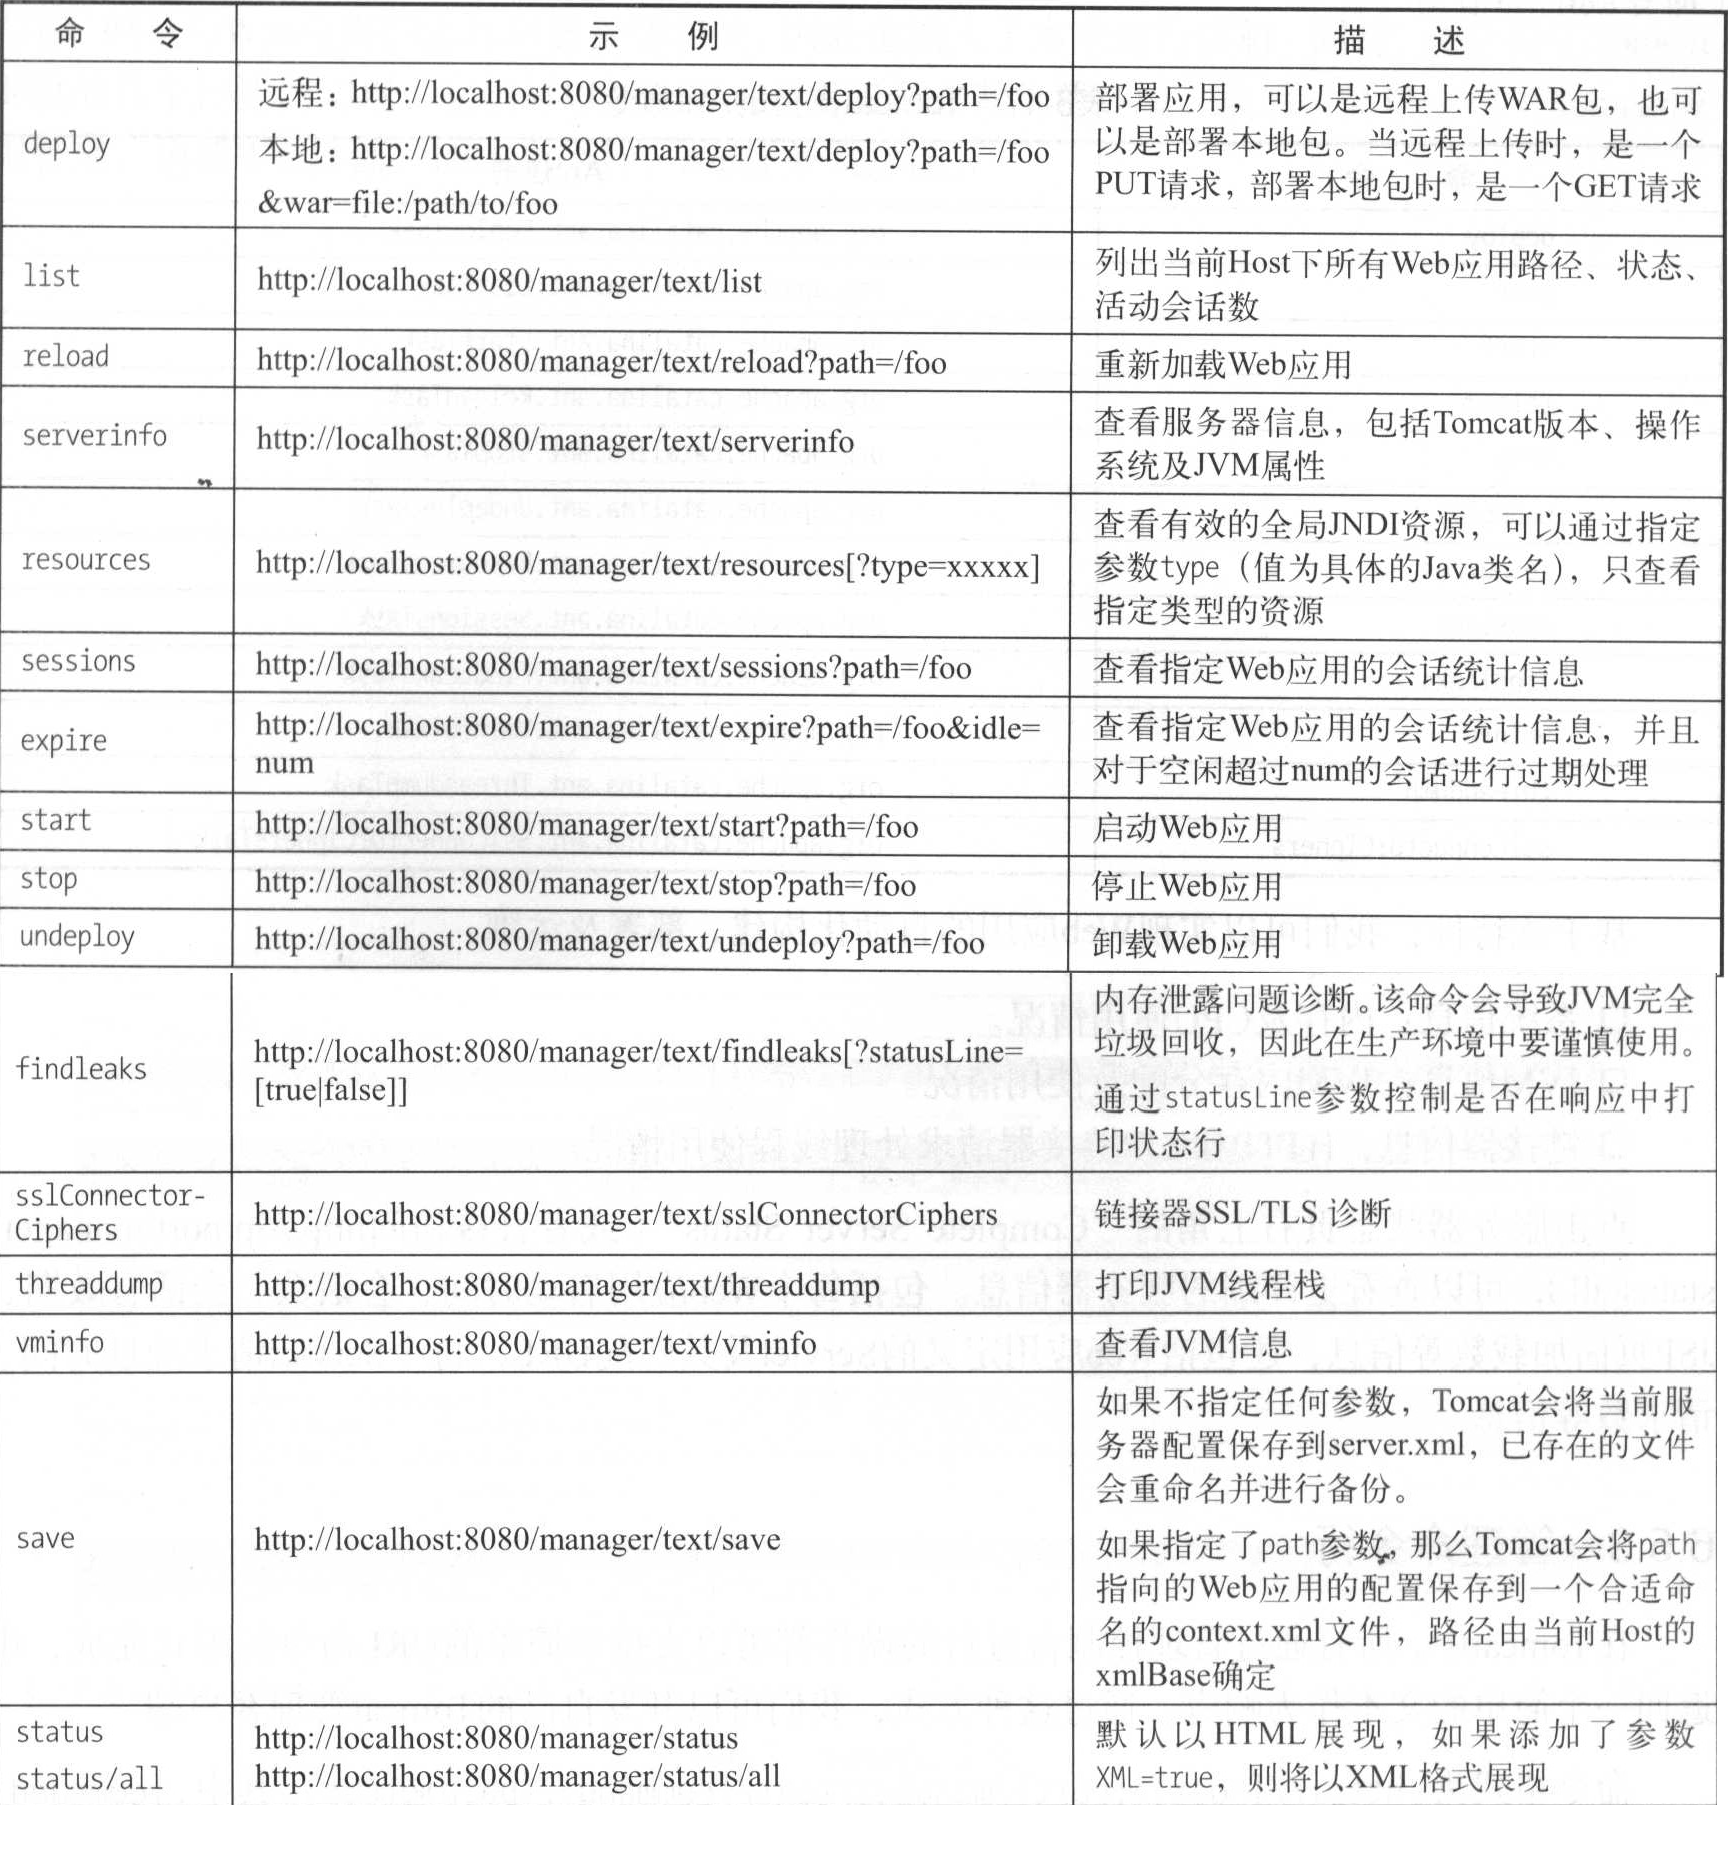 命 令
示 例
描 述
deploy
远程：http://localhost:8080/manager/text/deploy?path=/foo
本地：http://localhost:8080/manager/text/deploy?path=/foo
&war=file:/path/to/foo
部署应用，可以是远程上传WAR包，也可
以是部署本地包。当远程上传时，是一个
PUT请求，部署本地包时，是一个GET请求
list
http://localhost:8080/manager/text/list
列出当前Host下所有Web应用路径、状态、
活动会话数
reload
http://localhost:8080/manager/text/reload?path=/foo
重新加载Web应用
serverinfo
http://localhost:8080/manager/text/serverinfo
查看服务器信息，包括Tomcat版本、操作
系统及JVM属性
resources
http://localhost:8080/manager/text/resources[?type=xxxxx]
查看有效的全局JNDI资源，可以通过指定
参数type（值为具体的Java类名），只查看
指定类型的资源
sessions
http://localhost:8080/manager/text/sessions?path=/foo
查看指定Web应用的会话统计信息
expire
http://localhost:8080/manager/text/expire?path=/foo&idle=
num
查看指定Web应用的会话统计信息，并且
对于空闲超过num的会话进行过期处理
start
http://localhost:8080/manager/text/start?path=/foo
启动Web应用
stop
http://localhost:8080/manager/text/stop?path=/foo
停止Web应用
undeploy
http://localhost:8080/manager/text/undeploy?path=/foo
卸载Web应用
findleaks
http://localhost:8080/manager/text/findleaks[?statusLine=
[true|false]]
内存泄露问题诊断。该命令会导致JVM完全
垃圾回收，因此在生产环境中要谨慎使用。
通过statusLine参数控制是否在响应中打
印状态行
sslConnector-
Ciphers
http://localhost:8080/manager/text/sslConnectorCiphers
链接器SSL/TLS 诊断
threaddump
http://localhost:8080/manager/text/threaddump
打印JVM线程栈
vminfo
http://localhost:8080/manager/text/vminfo
查看JVM信息
save
http://localhost:8080/manager/text/save
如果不指定任何参数，Tomcat会将当前服
务器配置保存到server.xml，已存在的文件
会重命名并进行备份。
如果指定了path参数，那么Tomcat会将path
指向的Web应用的配置保存到一个合适命
名的context.xml文件，路径由当前Host的
xmlBase确定
status
status/all
http://localhost:8080/manager/status
http://localhost:8080/manager/status/all
默认以HTML展现，如果添加了参数
XML=true，则将以XML格式展现